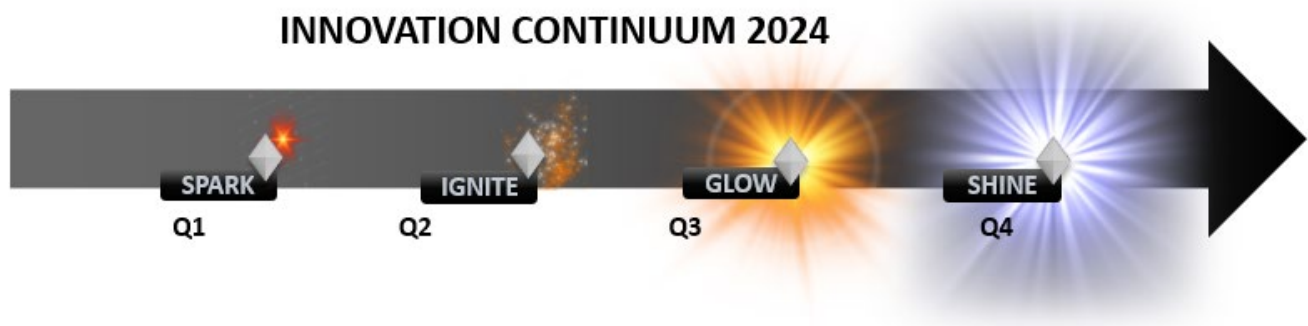 INNOVATION CONTINUUM 2024
SPARK
IGNITE
GLOW
SHINE
Q1
Q2
Q3
Q4